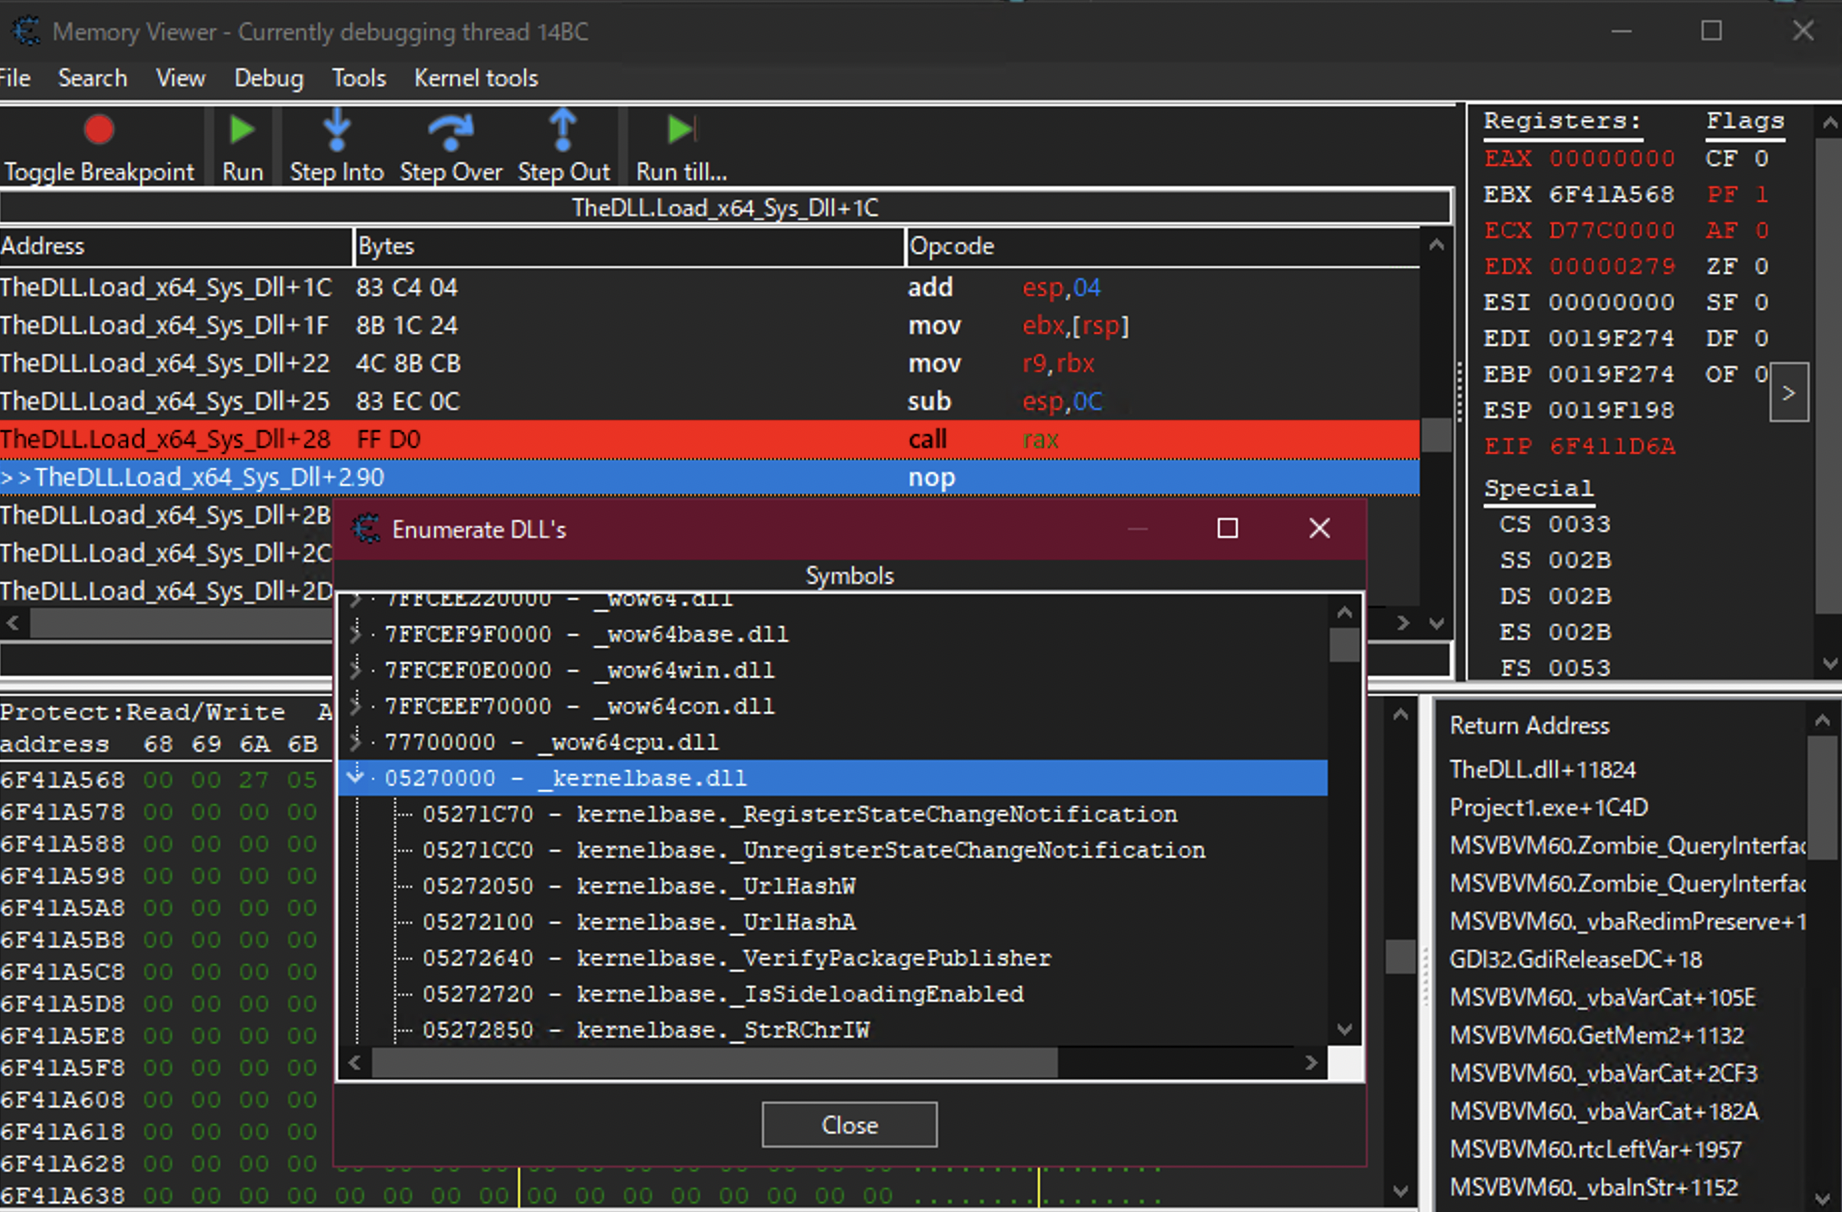 Memory Viewer - Currently debugging thread 14BC
File Search View Debug Tools Kernel tools
Toggle Breakpoint Run Step Into Step Over Step Out Run till...
TheDLL.Load_x64_Sys_Dll+1C
Address Bytes Opcode
TheDLL.Load_x64_Sys_Dll+1C 83 C4 04 add esp,04
TheDLL.Load_x64_Sys_Dll+1F 8B 1C 24 mov ebx,[rsp]
TheDLL.Load_x64_Sys_Dll+22 4C 8B CB mov r9,rbx
TheDLL.Load_x64_Sys_Dll+25 83 EC 0C sub esp,0C
TheDLL.Load_x64_Sys_Dll+28 FF D0 call rax
>>TheDLL.Load_x64_Sys_Dll+2 90 nop
TheDLL.Load_x64_Sys_Dll+2B
TheDLL.Load_x64_Sys_Dll+2C
TheDLL.Load_x64_Sys_Dll+2D
Registers: Flags
EAX 00000000 CF 0
EBX 6F41A568 PF 1
ECX D77C0000 AF 0
EDX 00000279 ZF 0
ESI 00000000 SF 0
EDI 0019F274 DF 0
EBP 0019F274 OF 0
ESP 0019F198
EIP 6F411D6A
>
Special
CS 0033
SS 002B
DS 002B
ES 002B
FS 0053
Enumerate DLL's
Symbols
7FFCEE220000 - _wow64.dll
7FFCEF9F0000 - _wow64base.dll
7FFCEF0E0000 - _wow64win.dll
7FFCEEF70000 - _wow64con.dll
77700000 - _wow64cpu.dll
05270000 - _kernelbase.dll
05271C70 - kernelbase._RegisterStateChangeNotification
05271CC0 - kernelbase._UnregisterStateChangeNotification
05272050 - kernelbase._UrlHashW
05272100 - kernelbase._UrlHashA
05272640 - kernelbase._VerifyPackagePublisher
05272720 - kernelbase._IsSideloadingEnabled
05272850 - kernelbase._StrRChrIW
Close
Protect:Read/Write A
address 68 69 6A 6B
6F41A568 00 00 27 05
6F41A578 00 00 00 00
6F41A588 00 00 00 00
6F41A598 00 00 00 00
6F41A5A8 00 00 00 00
6F41A5B8 00 00 00 00
6F41A5C8 00 00 00 00
6F41A5D8 00 00 00 00
6F41A5E8 00 00 00 00
6F41A5F8 00 00 00 00
6F41A608 00 00 00 00
6F41A618 00 00 00 00
6F41A628 00 00 00 00 00 00 00 00 00 00 00 00 00 00 00 00 ................
6F41A638 00 00 00 00 00 00 00 00 00 00 00 00 00 00 00 00 ................
Return Address
TheDLL.dll+11824
Project1.exe+1C4D
MSVBVM60.Zombie_QueryInterfac
MSVBVM60.Zombie_QueryInterfac
MSVBVM60._vbaRedimPreserve+1
GDI32.GdiReleaseDC+18
MSVBVM60._vbaVarCat+105E
MSVBVM60.GetMem2+1132
MSVBVM60._vbaVarCat+2CF3
MSVBVM60._vbaVarCat+182A
MSVBVM60.rtcLeftVar+1957
MSVBVM60._vbaInStr+1152